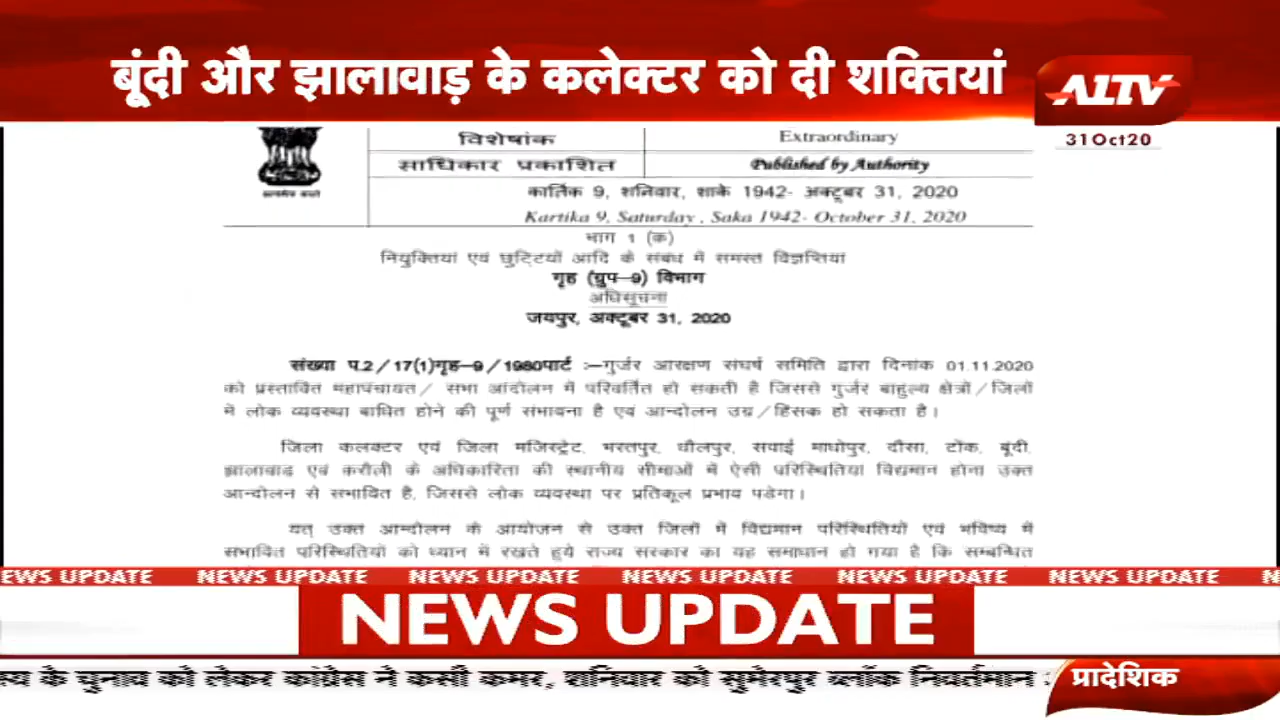 बूंदी और झालावाड़ के कलेक्टर को दी शक्तियां
ALTV
31Oct20
विशेषांक
Extraordinary
साधिकार प्रकाशित
Published by Authority
कार्तिक 9, शनिवार, शाके 1942- अक्टूबर 31, 2020
Kartika 9, Saturday, Saka 1942- October 31, 2020
भाग 1 (क)
नियुक्तियां एवं छुट्टियों आदि के संबंध में समस्त विज्ञप्तियां
गृह (ग्रुप–9) विभाग
अधिसूचना
जयपुर, अक्टूबर 31, 2020
संख्या प.2/17(1)गृह–9/1980पार्ट :–गुर्जर आरक्षण संघर्ष समिति द्वारा दिनांक 01.11.2020
को प्रस्तावित महापंचायत/ सभा आंदोलन में परिवर्तित हो सकती है जिससे गुर्जर बाहुल्य क्षेत्रों/जिलों
में लोक व्यवस्था बाधित होने की पूर्ण संभावना है एवं आन्दोलन उग्र/हिंसक हो सकता है।
जिला कलक्टर एवं जिला मजिस्ट्रेट, भरतपुर, धौलपुर, सवाई माधोपुर, दौसा, टोंक, बूंदी,
झालावाड एवं करौली के अधिकारिता की स्थानीय सीमाओं में ऐसी परिस्थितियां विद्यमान होना उक्त
आन्दोलन से संभावित है, जिससे लोक व्यवस्था पर प्रतिकूल प्रभाव पडेगा।
यत् उक्त आन्दोलन के आयोजन से उक्त जिलों में विद्यमान परिस्थितियों एवं भविष्य में
संभावित परिस्थितियों को ध्यान में रखते हुये राज्य सरकार का यह समाधान हो गया है कि सम्बन्धित
EWS UPDATE NEWS UPDATE NEWS UPDATE NEWS UPDATE NEWS UPDATE NEWS UPDATE N
NEWS UPDATE
के चुनाव को लेकर कांग्रेस ने कसी कमर, शनिवार को सुमेरपुर ब्लॉक निवर्तमान
प्रादेशिक